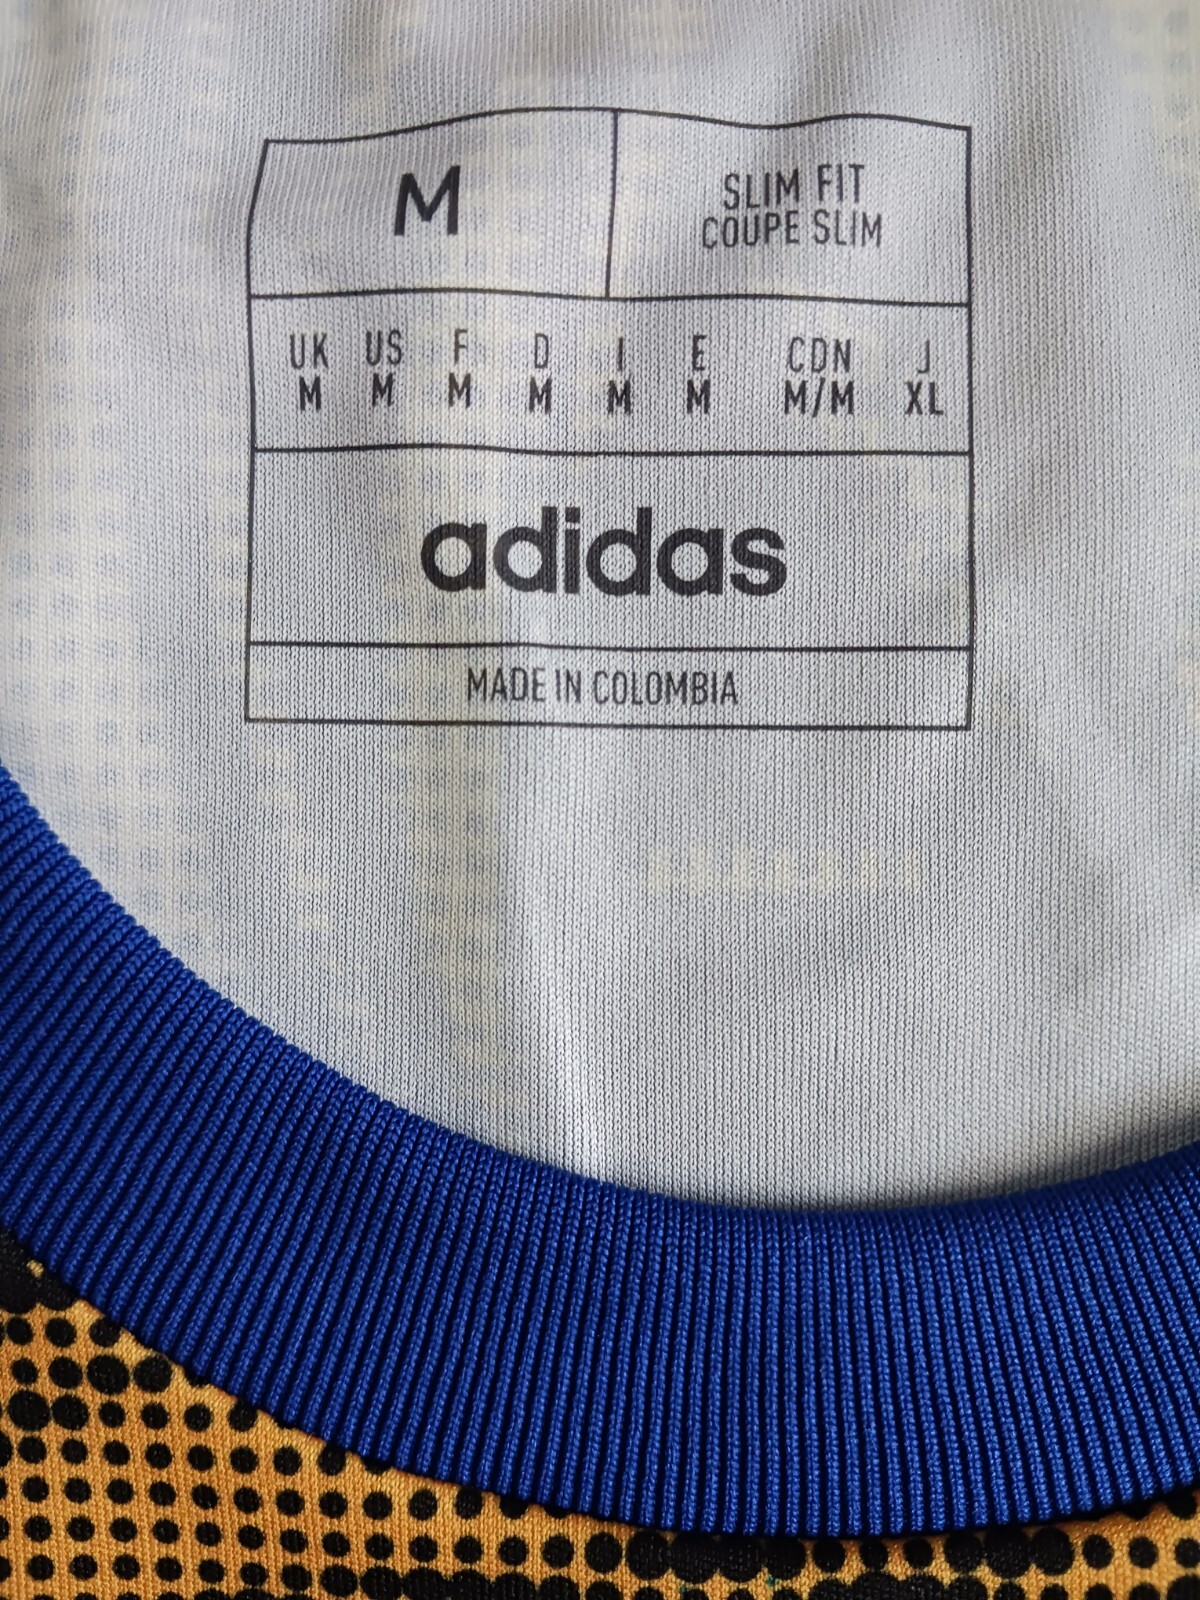 M
SLIM FIT
COUPE SLIM
UK US F D I E CDN J
M M M M M M M/M XL
adidas
MADE IN COLOMBIA